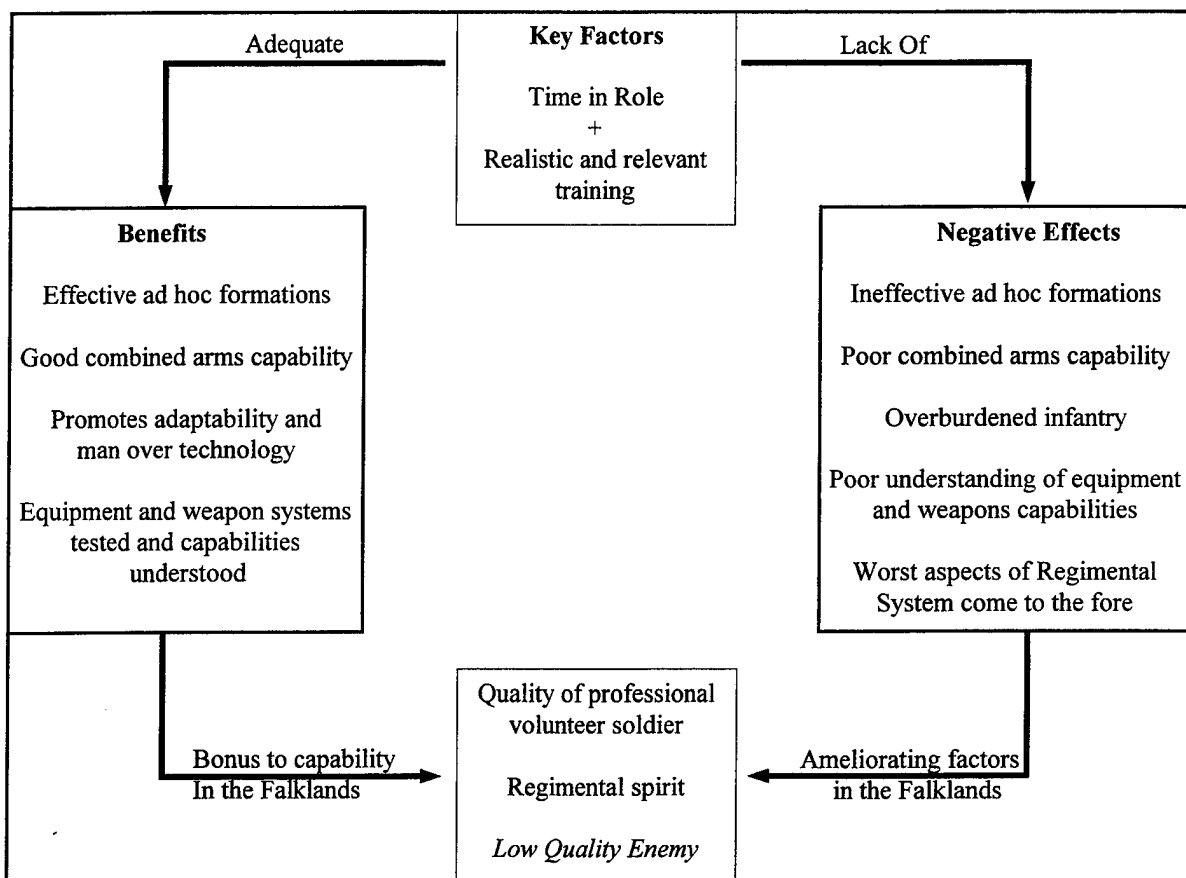 Adequate
Key Factors
Lack Of
Time in Role
+
Realistic and relevant
training
Benefits
Effective ad hoc formations
Good combined arms capability
Promotes adaptability and
man over technology
Equipment and weapon systems
tested and capabilities
understood
Negative Effects
Ineffective ad hoc formations
Poor combined arms capability
Overburdened infantry
Poor understanding of equipment
and weapons capabilities
Worst aspects of Regimental
System come to the fore
Bonus to capability
In the Falklands
Quality of professional
volunteer soldier
Regimental spirit
Low Quality Enemy
Ameliorating factors
in the Falklands